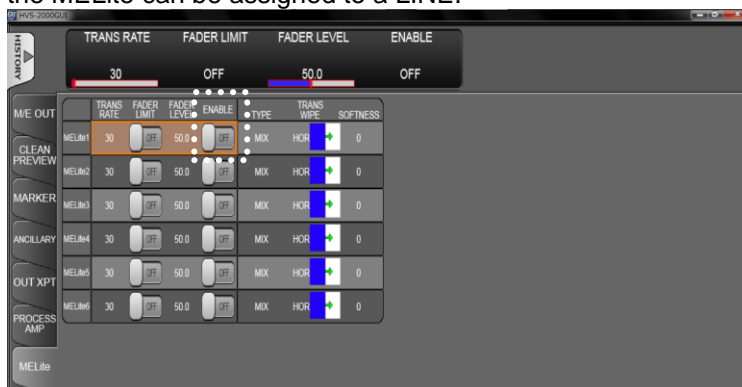 the MELite can be assigned to a LINE.
HVS-2000GUI
HISTORY
TRANS RATE FADER LIMIT FADER LEVEL ENABLE
30 OFF 50.0 OFF
M/E OUT
CLEAN
PREVIEW
MARKER
ANCILLARY
OUT XPT
PROCESS
AMP
MELite
TRANS
RATE FADER
LIMIT FADER
LEVEL ENABLE TYPE TRANS
WIPE SOFTNESS
MELite1 30 OFF 50.0 OFF MIX HOR 0
MELite2 30 OFF 50.0 OFF MIX HOR 0
MELite3 30 OFF 50.0 OFF MIX HOR 0
MELite4 30 OFF 50.0 OFF MIX HOR 0
MELite5 30 OFF 50.0 OFF MIX HOR 0
MELite6 30 OFF 50.0 OFF MIX HOR 0